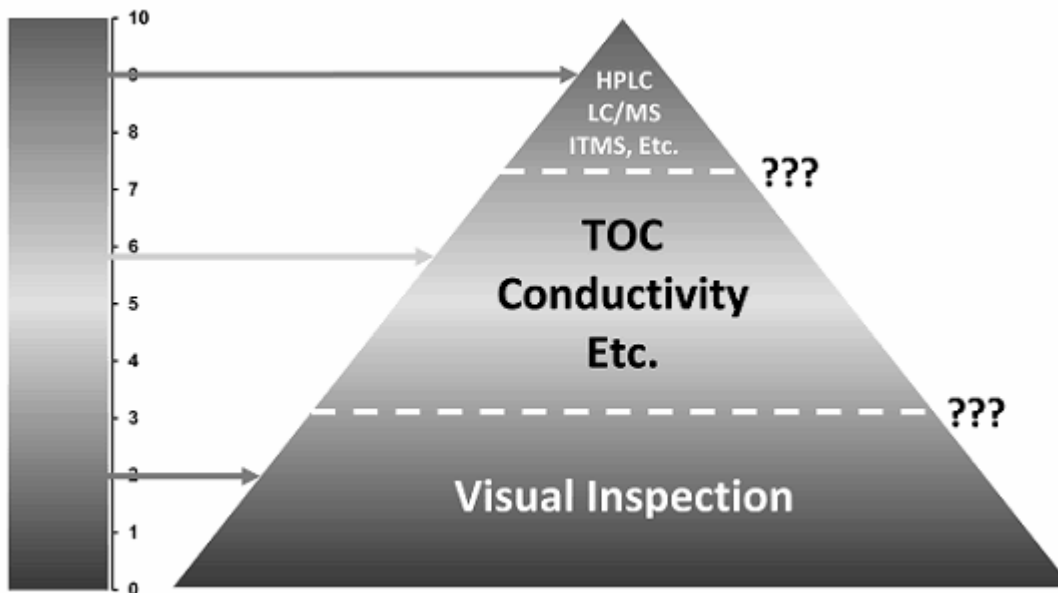 10
9
8
7
6
5
4
3
2
1
0
HPLC
LC/MS
ITMS, Etc.
???
TOC
Conductivity
Etc.
???
Visual Inspection